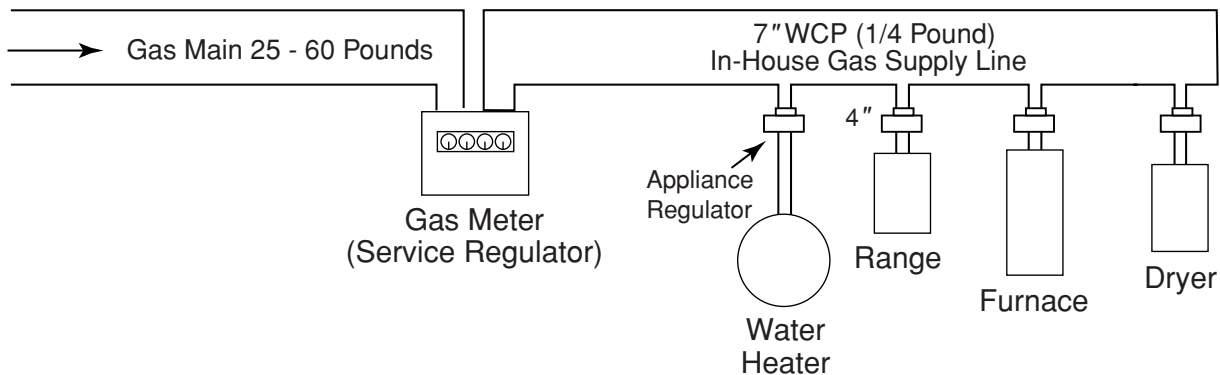 Gas Main 25 - 60 Pounds
7" WCP (1/4 Pound)
In-House Gas Supply Line
4"
Appliance
Regulator
Gas Meter
(Service Regulator)
Water
Heater
Range
Furnace
Dryer